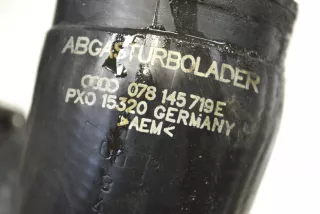 ABGASTURBOLADER
078 145 719E
PXO 15320 GERMANY
>AEM<